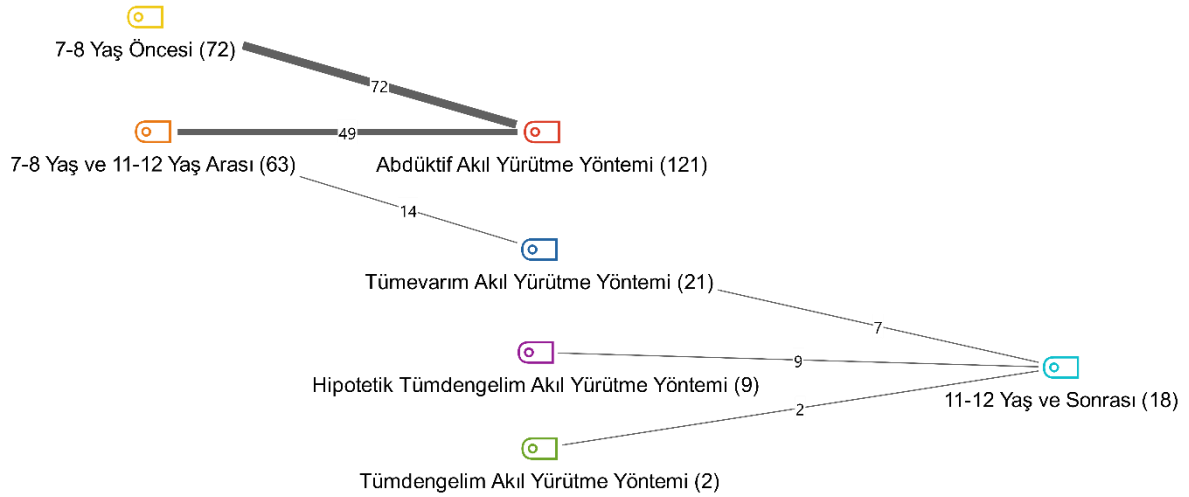 7-8 Yaş Öncesi (72)
72
49
7-8 Yaş ve 11-12 Yaş Arası (63)
Abdüktif Akıl Yürütme Yöntemi (121)
14
Tümevarım Akıl Yürütme Yöntemi (21)
7
9
Hipotetik Tümdengelim Akıl Yürütme Yöntemi (9)
11-12 Yaş ve Sonrası (18)
2
Tümdengelim Akıl Yürütme Yöntemi (2)